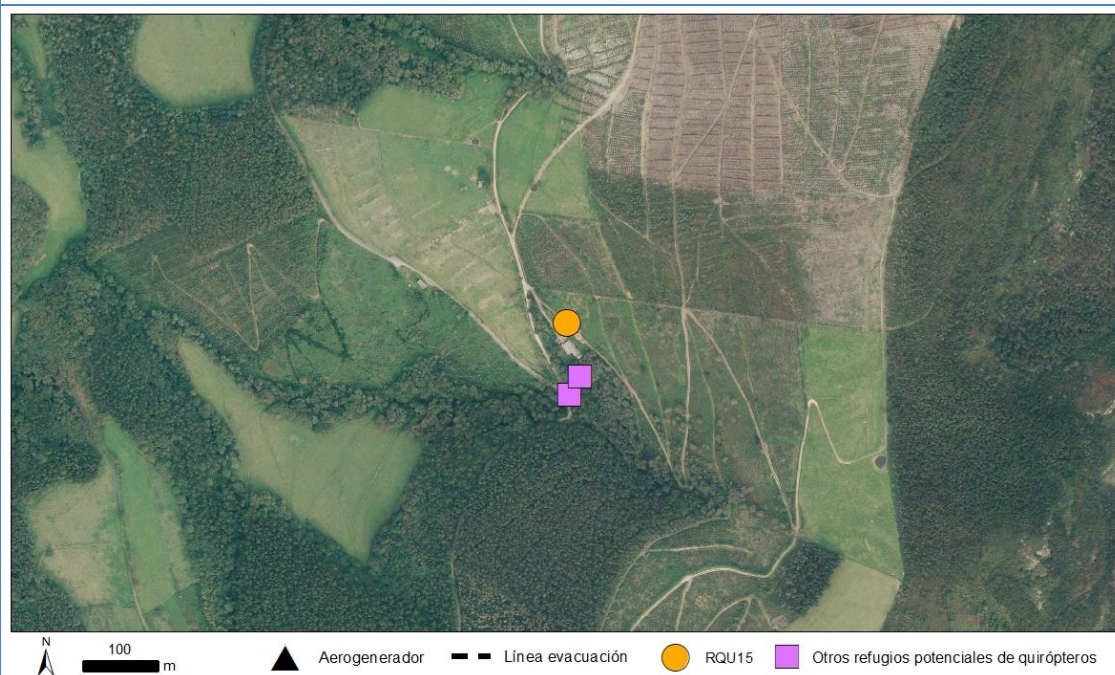 N
100
m
Aerogenerador
Línea evacuación
RQU15
Otros refugios potenciales de quirópteros